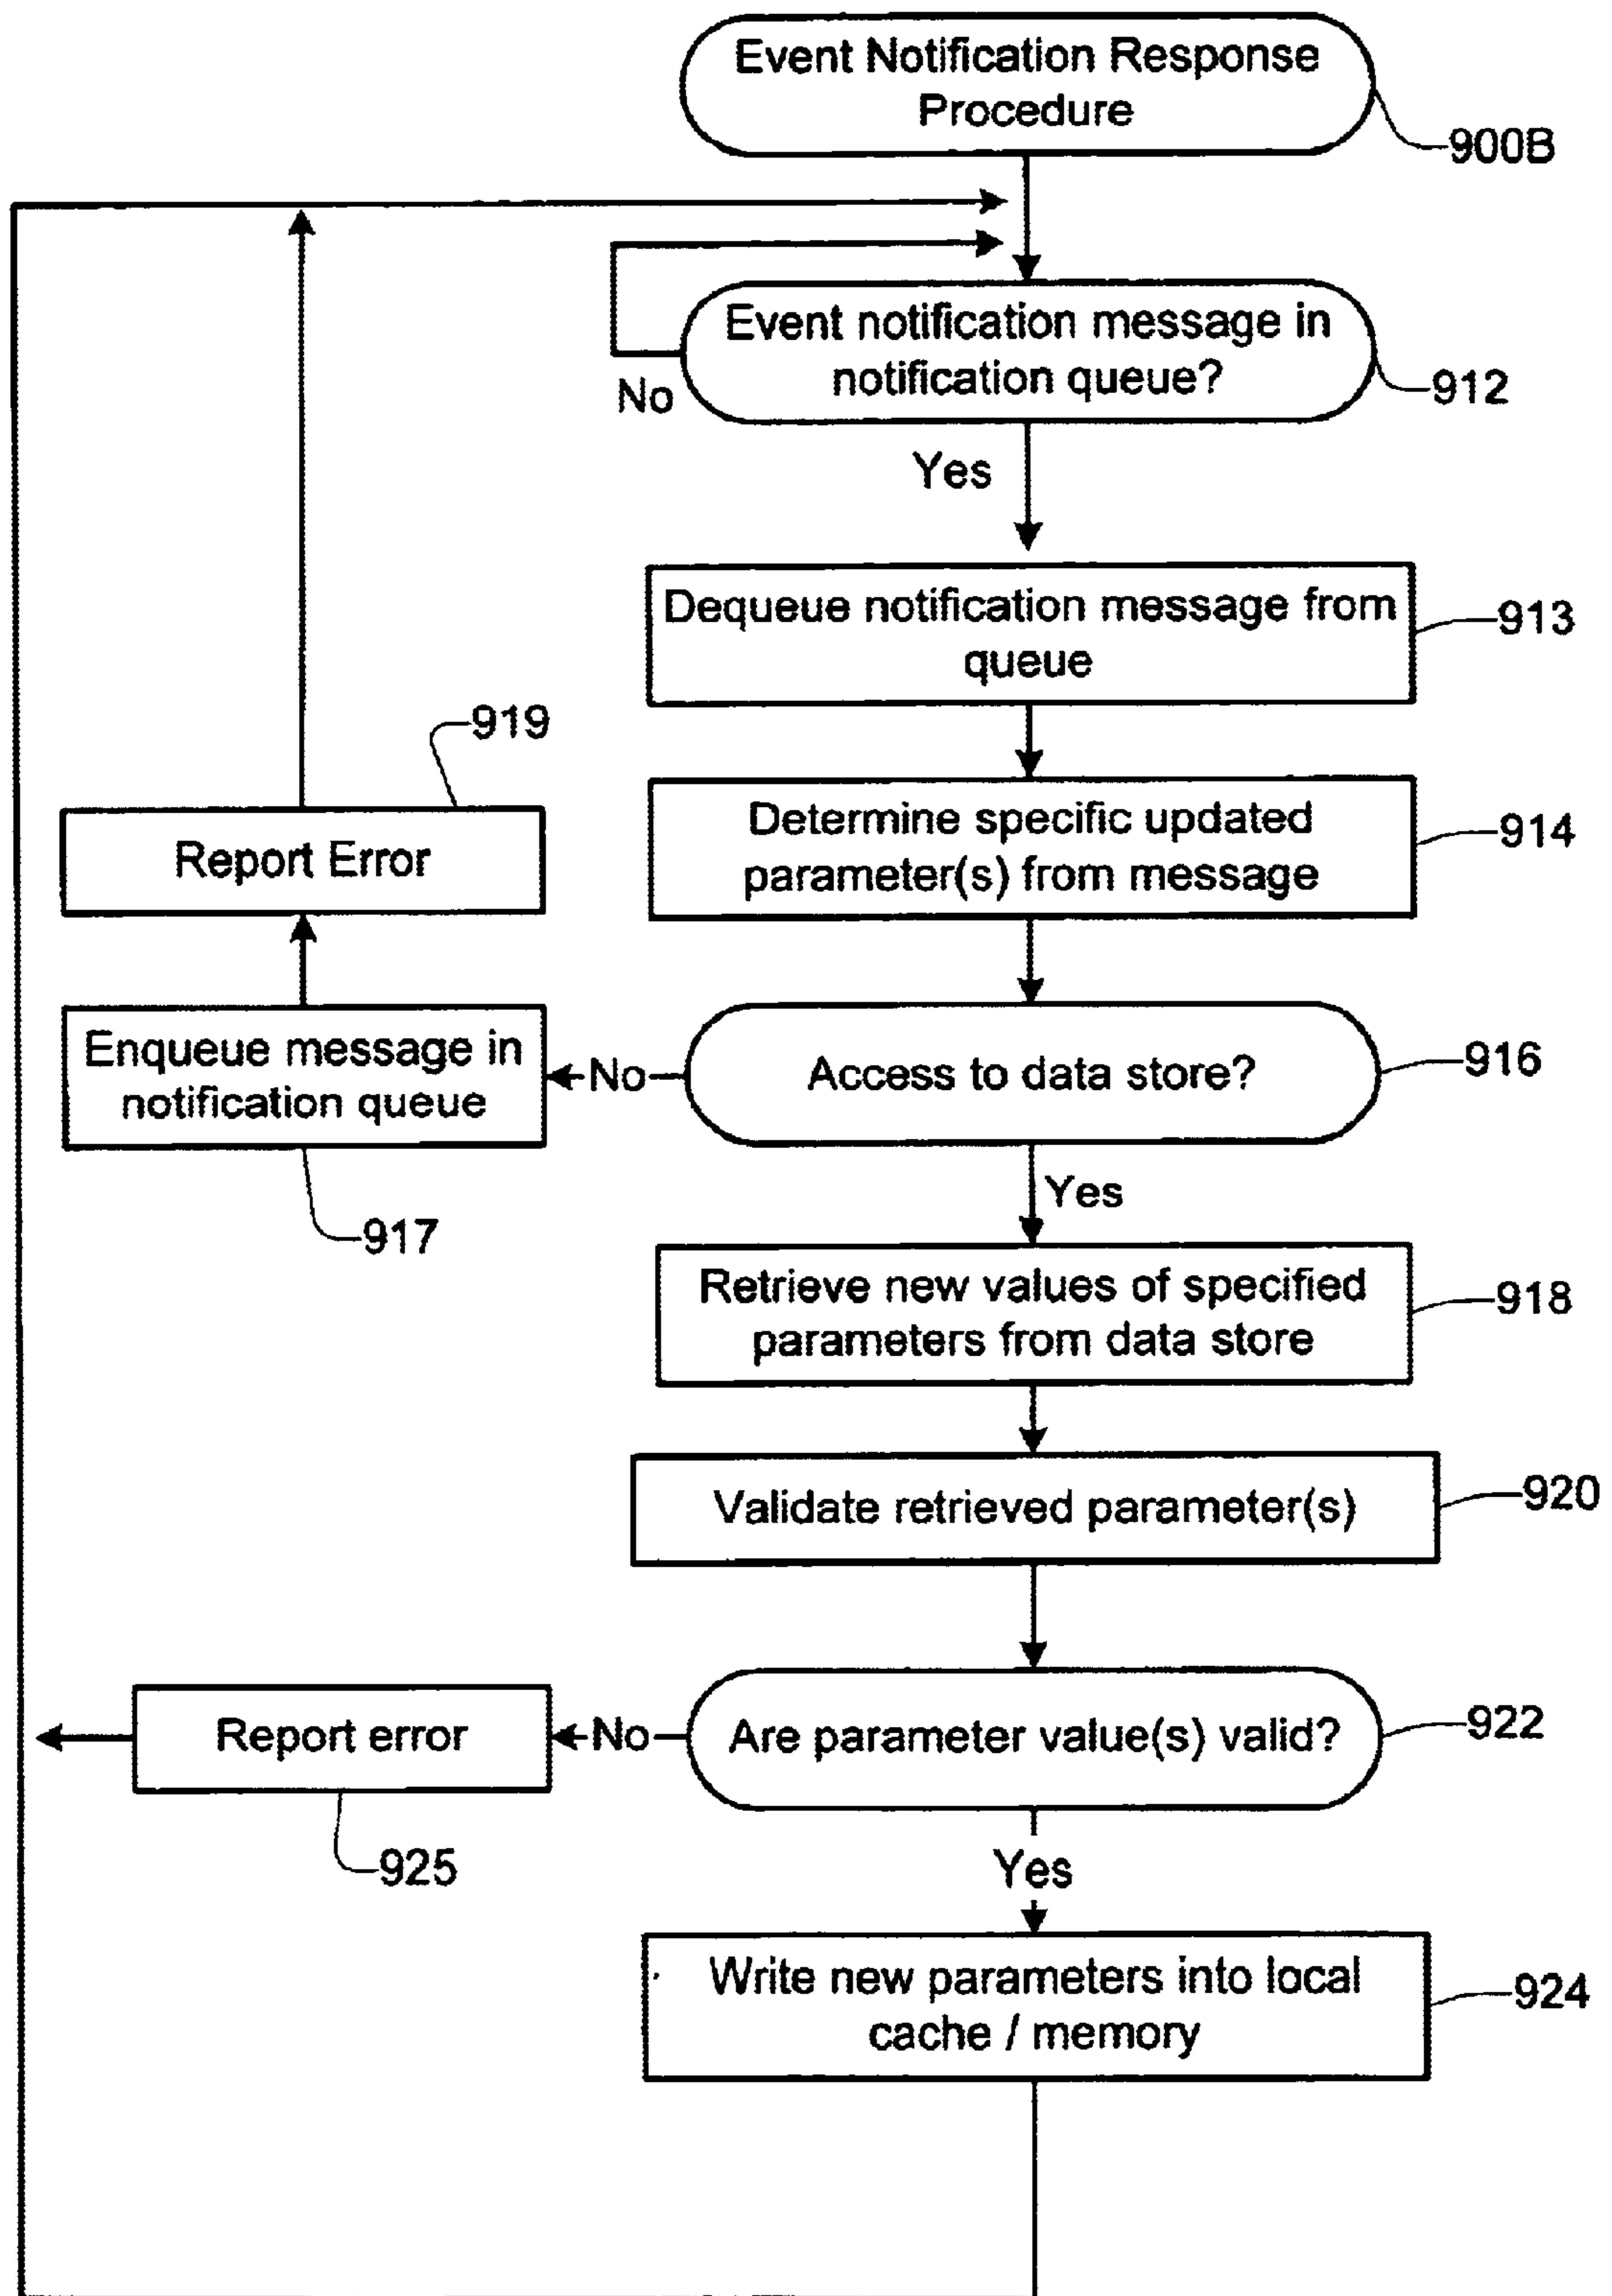 Event Notification Response
Procedure
900B
Event notification message in
notification queue?
912
No
Yes
Dequeue notification message from
queue
913
919
Determine specific updated
parameter(s) from message
914
Report Error
Enqueue message in
notification queue
No
Access to data store?
916
917
Yes
Retrieve new values of specified
parameters from data store
918
Validate retrieved parameter(s)
920
Report error
No
Are parameter value(s) valid?
922
925
Yes
Write new parameters into local
cache / memory
924